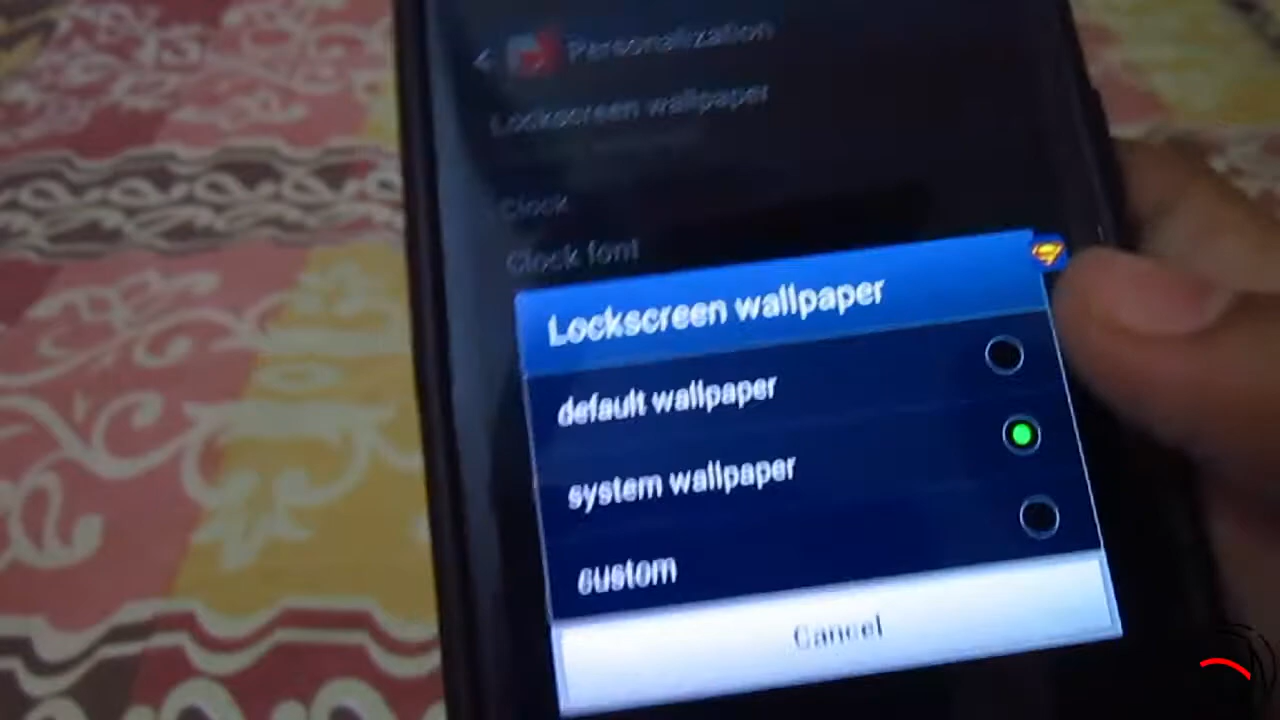 Personalization
Lockscreen wallpaper
Clock
Clock font
Lockscreen wallpaper
default wallpaper
system wallpaper
custom
Cancel